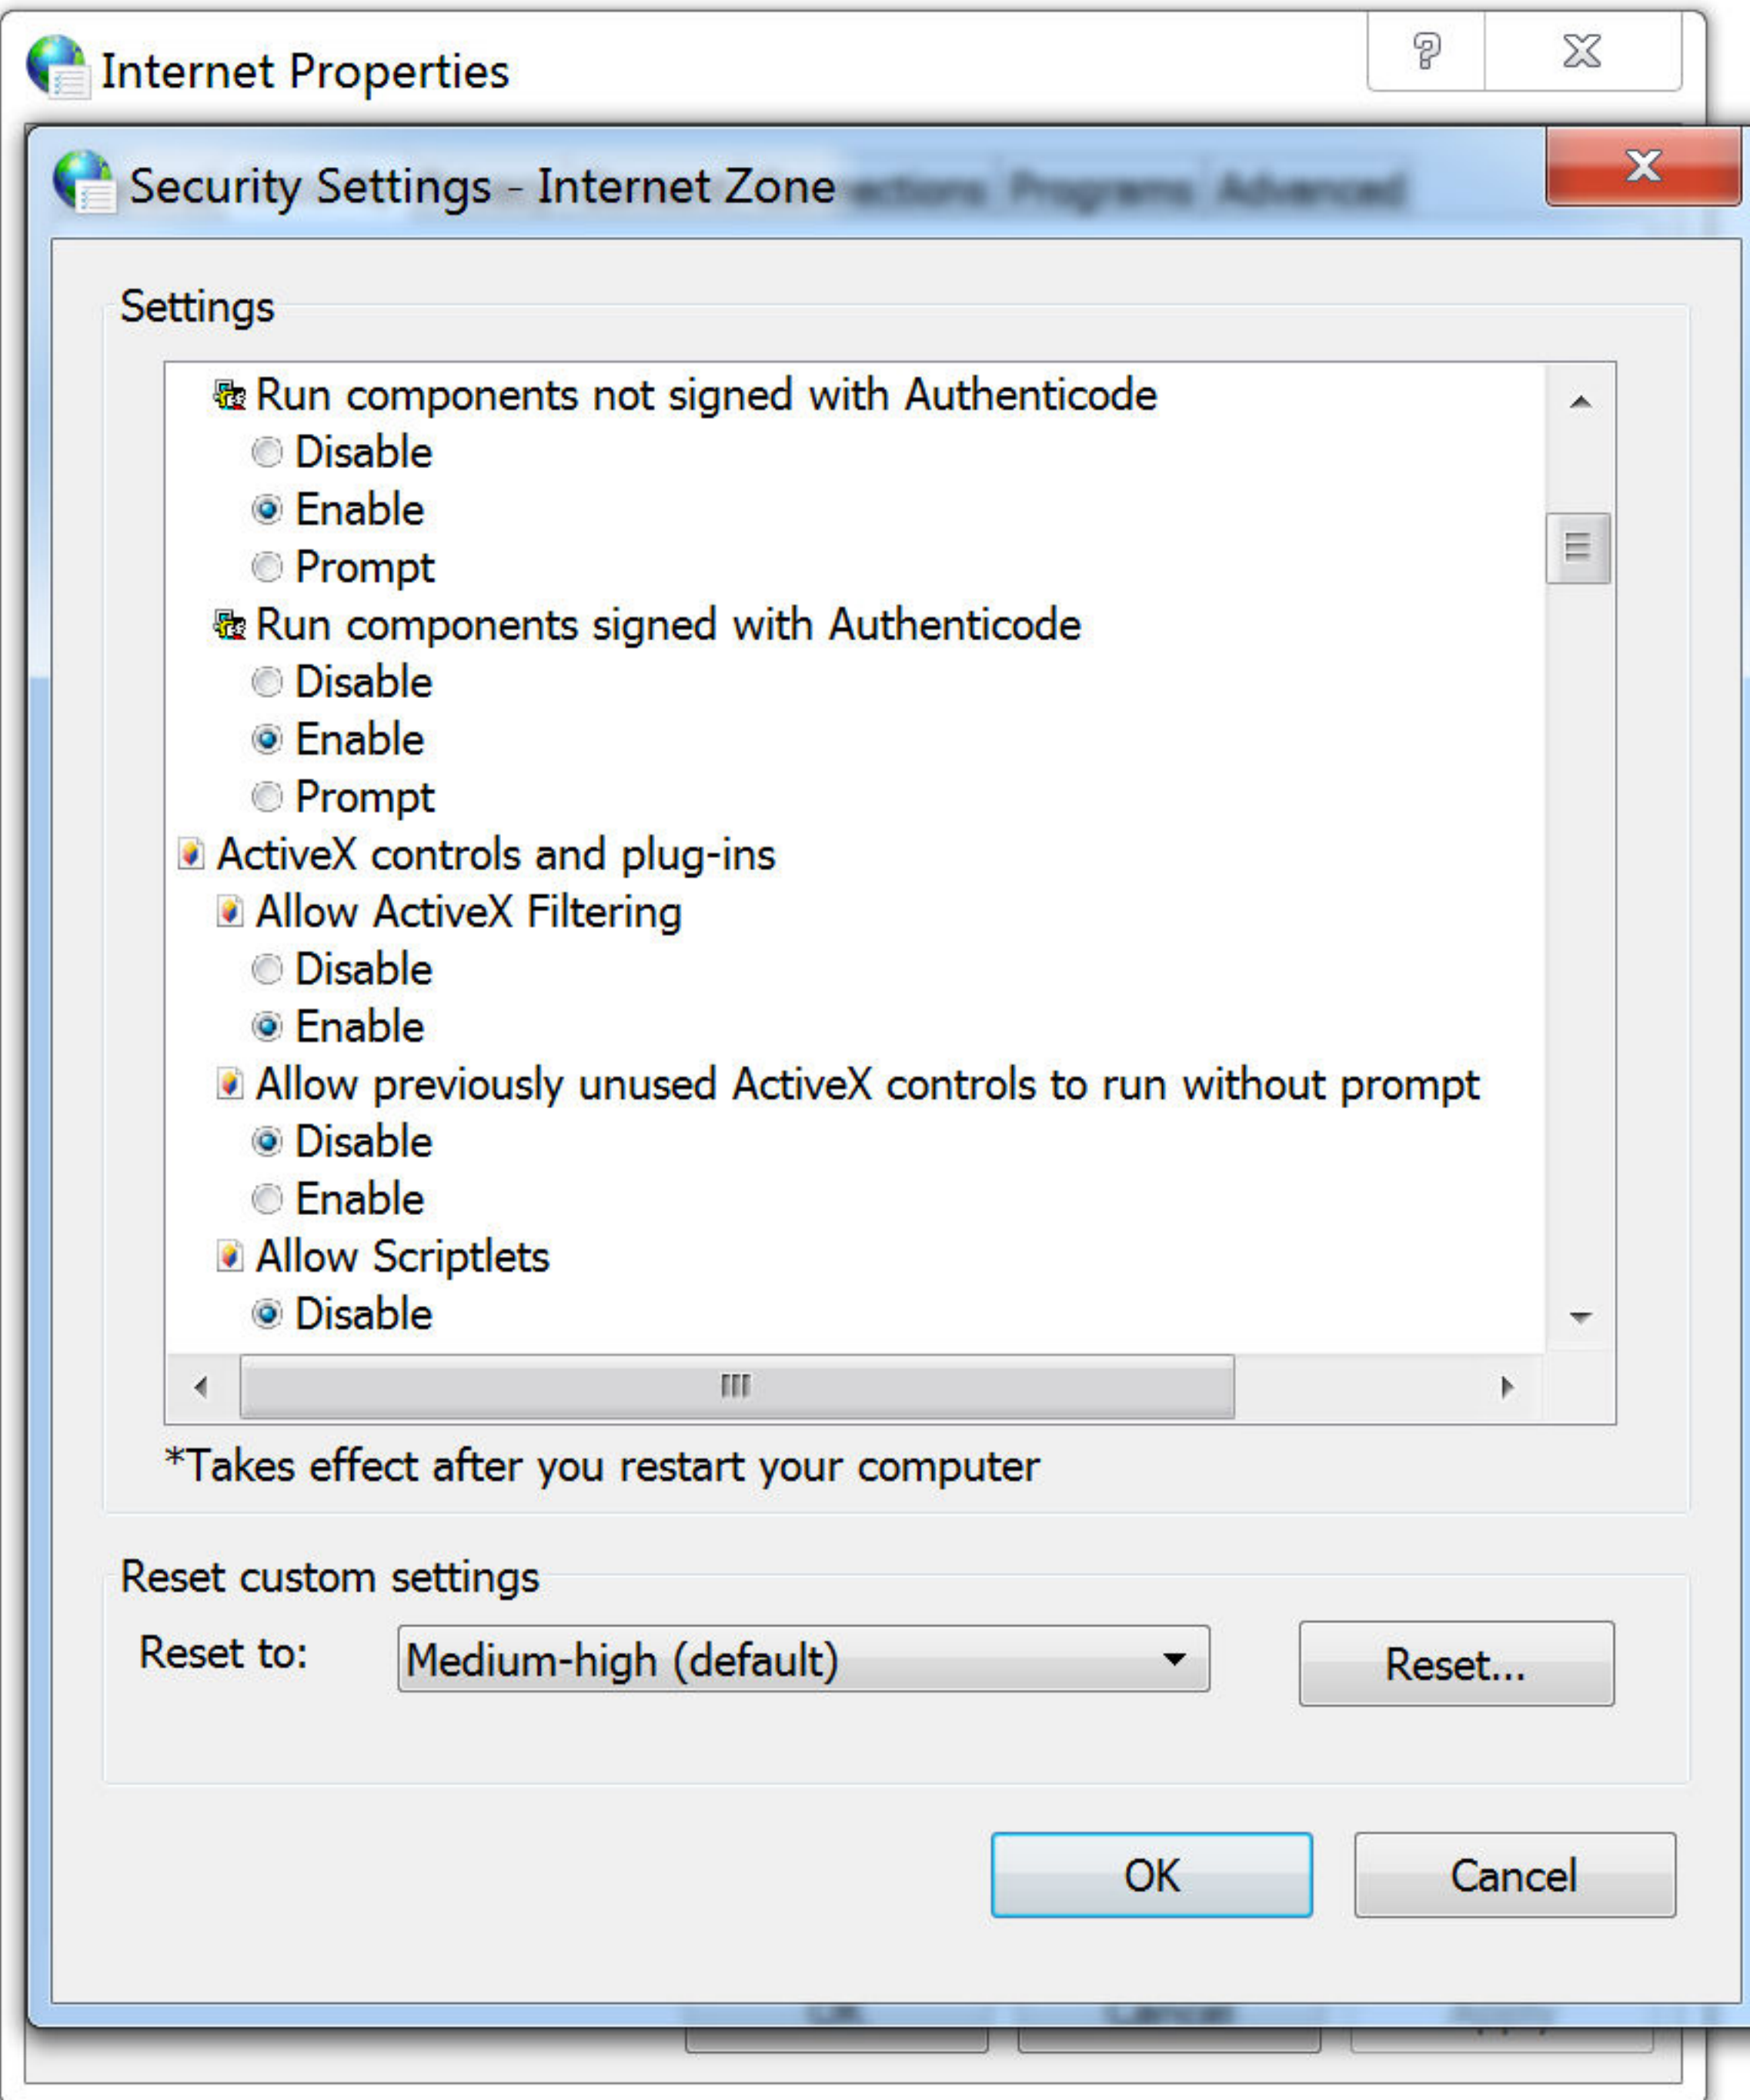 Internet Properties
Security Settings - Internet Zone
Programs Advanced
Settings
Run components not signed with Authenticode
Disable
Enable
Prompt
Run components signed with Authenticode
Disable
Enable
Prompt
ActiveX controls and plug-ins
Allow ActiveX Filtering
Disable
Enable
Allow previously unused ActiveX controls to run without prompt
Disable
Enable
Allow Scriptlets
Disable
*Takes effect after you restart your computer
Reset custom settings
Reset to:
Medium-high (default)
Reset...
OK
Cancel